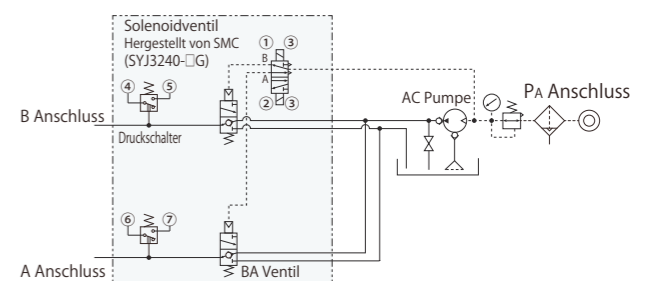 Solenoidventil
Hergestellt von SMC
(SYJ3240-□G)
① ③
B
A
② ③
④ ⑤
B Anschluss
Druckschalter
AC Pumpe
PA Anschluss
⑥ ⑦
A Anschluss
BA Ventil